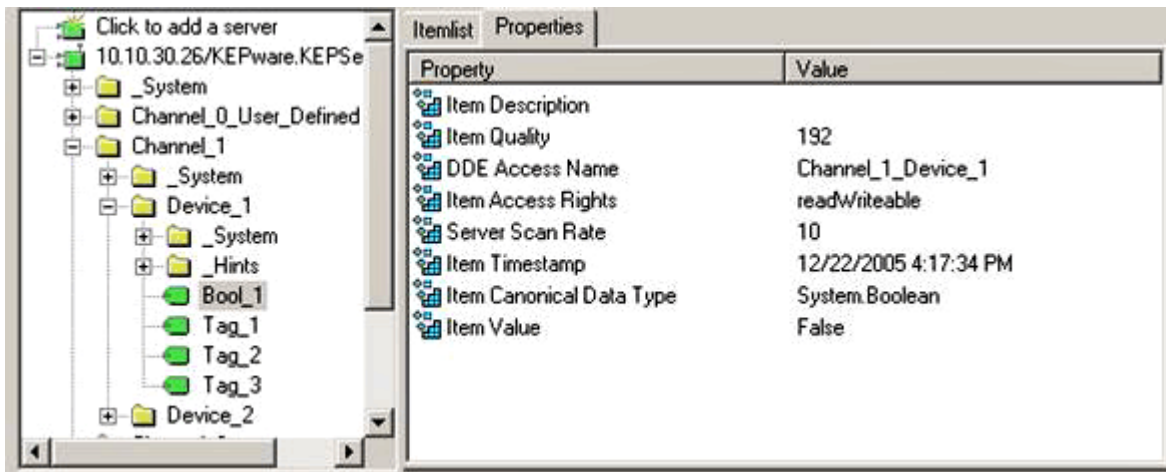 Click to add a server
10.10.30.26/KEPware.KEPSe
_System
Channel_0_User_Defined
Channel_1
_System
Device_1
_System
_Hints
Bool_1
Tag_1
Tag_2
Tag_3
Device_2
Itemlist Properties
Property Value
Item Description
Item Quality 192
DDE Access Name Channel_1_Device_1
Item Access Rights readWriteable
Server Scan Rate 10
Item Timestamp 12/22/2005 4:17:34 PM
Item Canonical Data Type System.Boolean
Item Value False